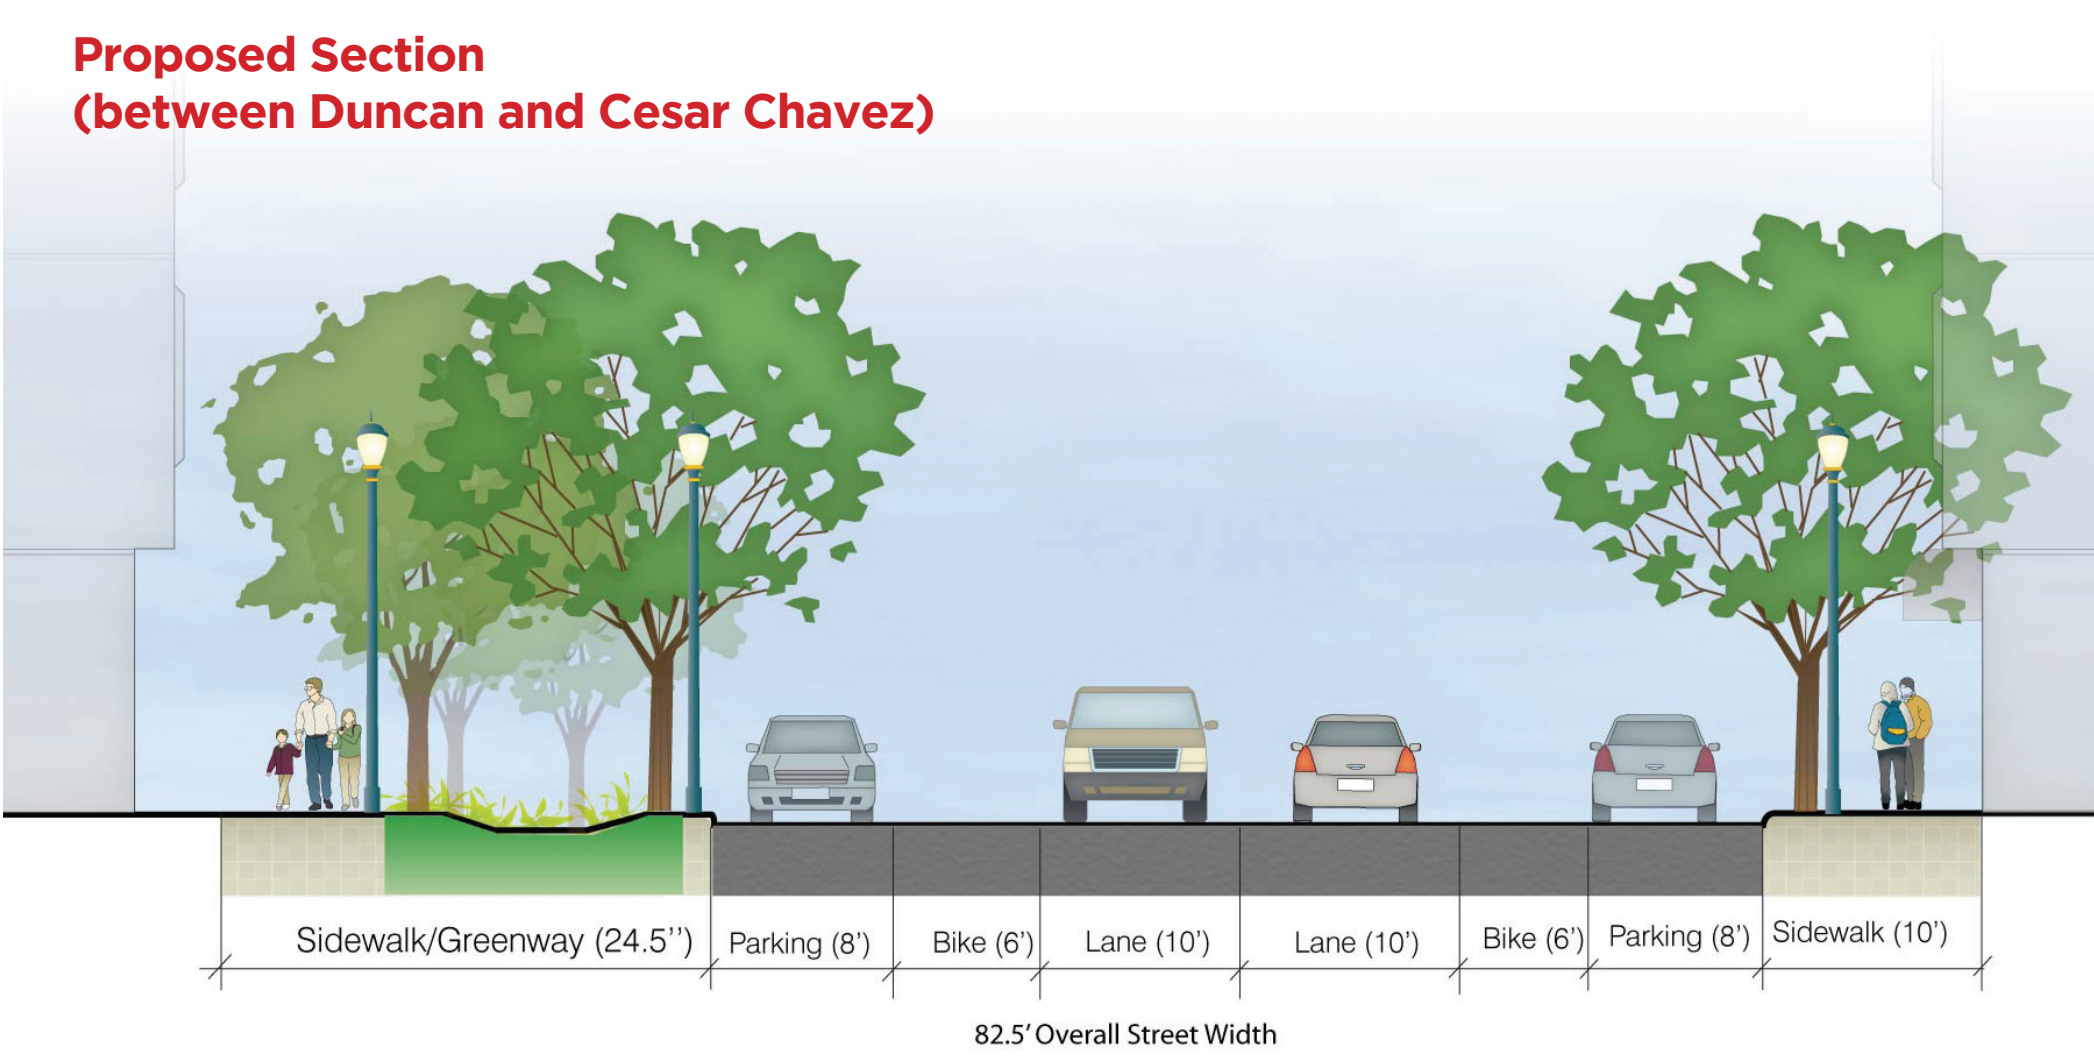 Proposed Section
(between Duncan and Cesar Chavez)
Sidewalk/Greenway (24.5’’)
Parking (8’)
Bike (6’)
Lane (10’)
Lane (10’)
Bike (6’)
Parking (8’)
Sidewalk (10’)
82.5’ Overall Street Width